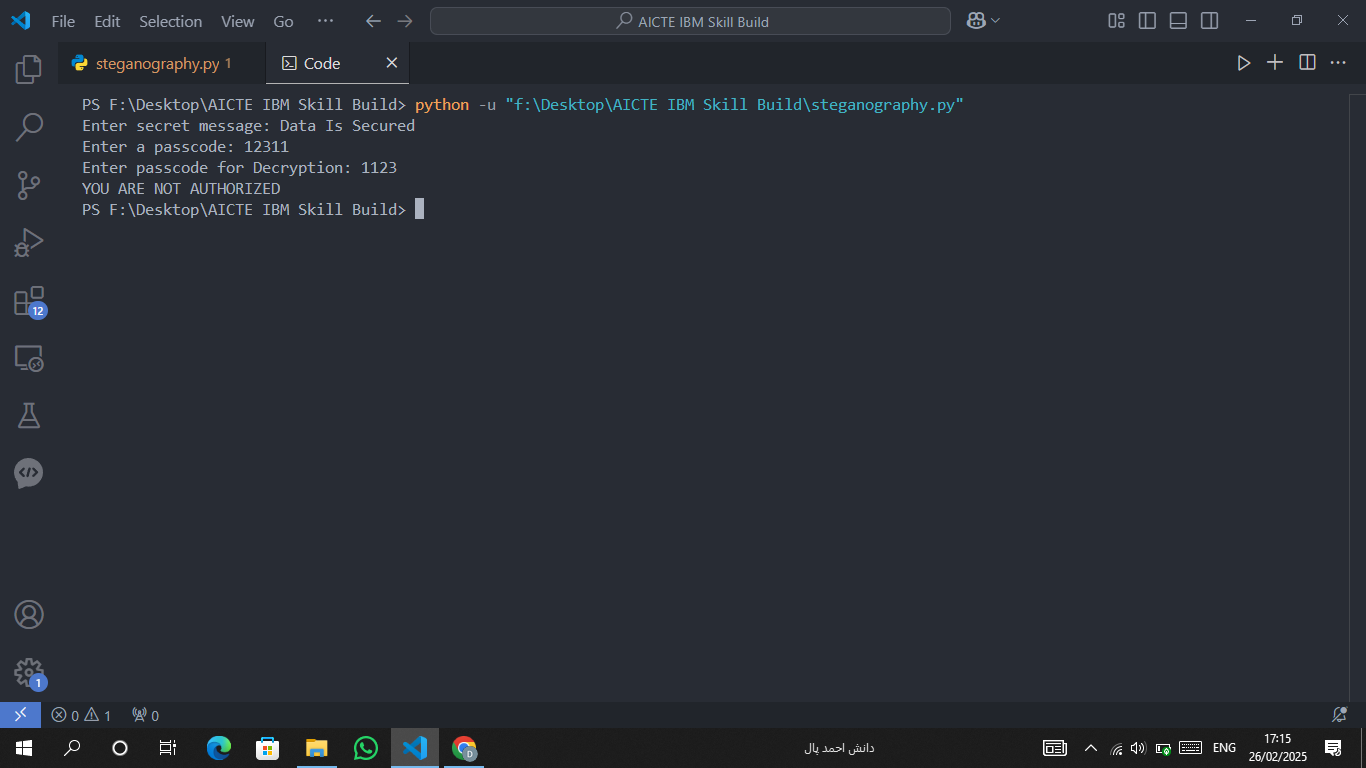 File Edit Selection View Go ··· AICTE IBM Skill Build
steganography.py 1 Code
PS F:\Desktop\AICTE IBM Skill Build> python -u "f:\Desktop\AICTE IBM Skill Build\steganography.py"
Enter secret message: Data Is Secured
Enter a passcode: 12311
Enter passcode for Decryption: 1123
YOU ARE NOT AUTHORIZED
PS F:\Desktop\AICTE IBM Skill Build>
12
1
0 1 0
دانش احمد پال
ENG
17:15
26/02/2025
D